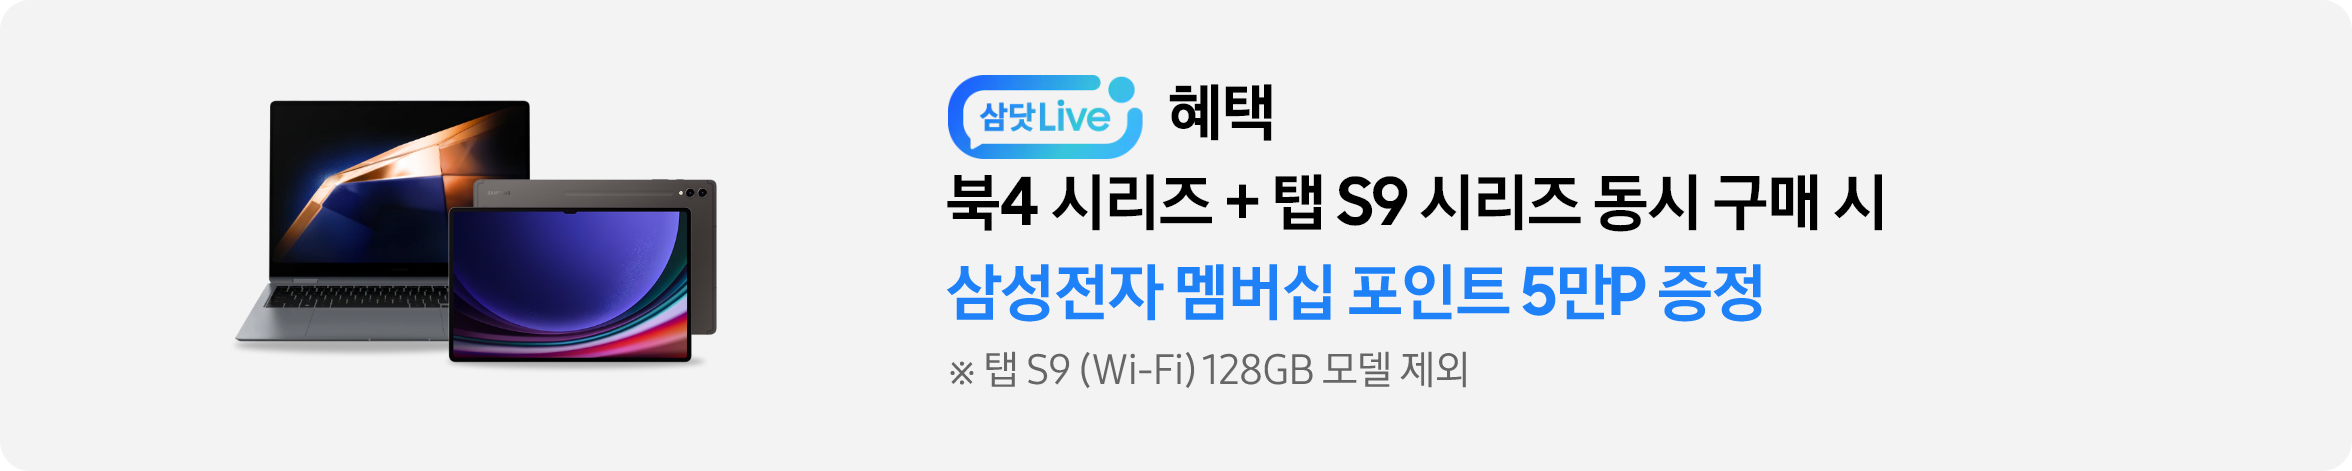 삼닷Live 혜택
북4 시리즈 + 탭 S9 시리즈 동시 구매 시
삼성전자 멤버십 포인트 5만P 증정
※ 탭 S9 (Wi-Fi) 128GB 모델 제외